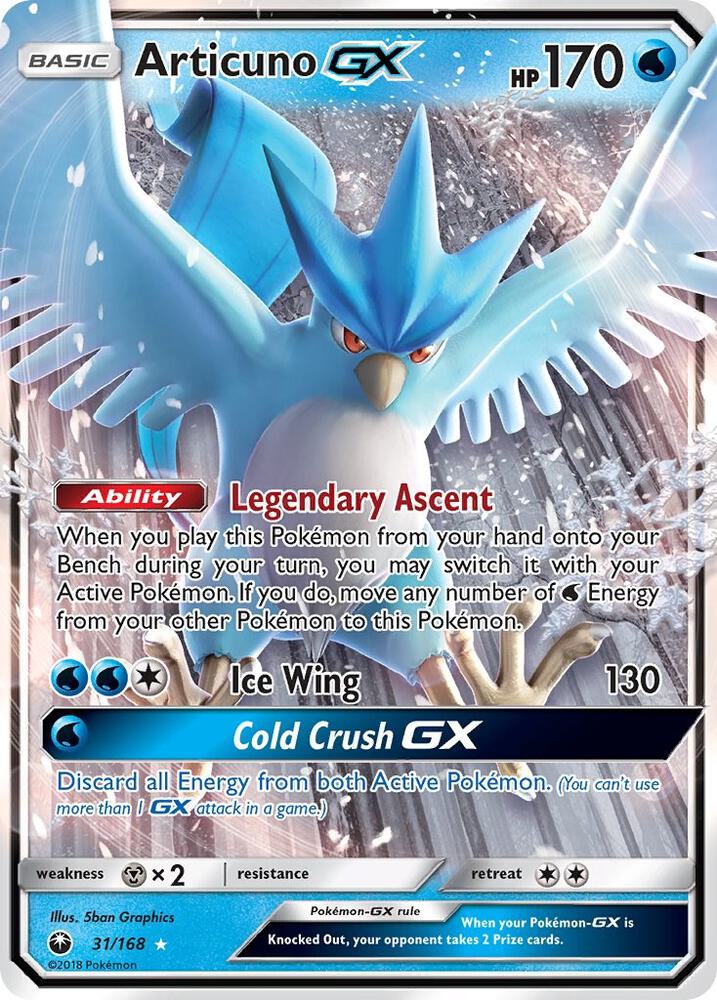 BASIC Articuno GX HP 170
Ability Legendary Ascent
When you play this Pokémon from your hand onto your
Bench during your turn, you may switch it with your
Active Pokémon. If you do, move any number of Energy
from your other Pokémon to this Pokémon.
Ice Wing 130
Cold Crush GX
Discard all Energy from both Active Pokémon. (You can't use
more than 1 GX attack in a game.)
weakness ×2 resistance retreat
Illus. 5ban Graphics
31/168
©2018 Pokémon
Pokémon-GX rule
When your Pokémon-GX is
Knocked Out, your opponent takes 2 Prize cards.